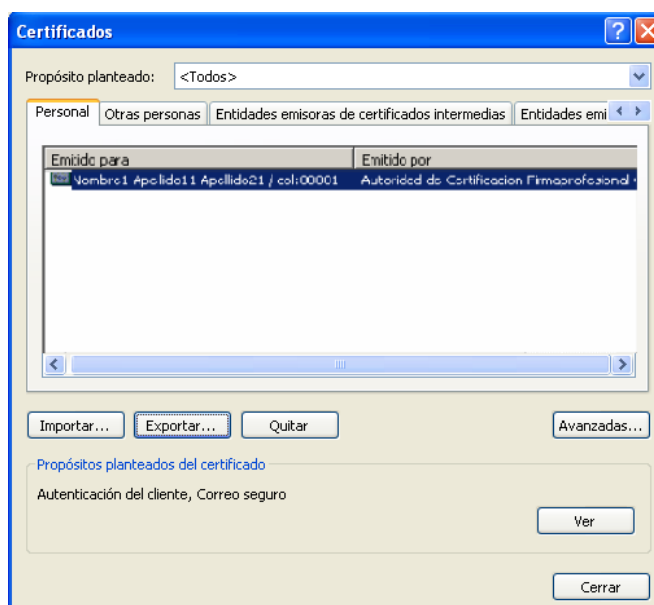 Certificados
Propósito planteado: <Todos>
Personal Otras personas Entidades emisoras de certificados intermedias Entidades emi
Emitido para Emitido por
Nombre1 Apellido11 Apellido21 / col:00001 Autoridad de Certificacion Firmaprofesional
Importar... Exportar... Quitar Avanzadas...
Propósitos planteados del certificado
Autenticación del cliente, Correo seguro
Ver
Cerrar